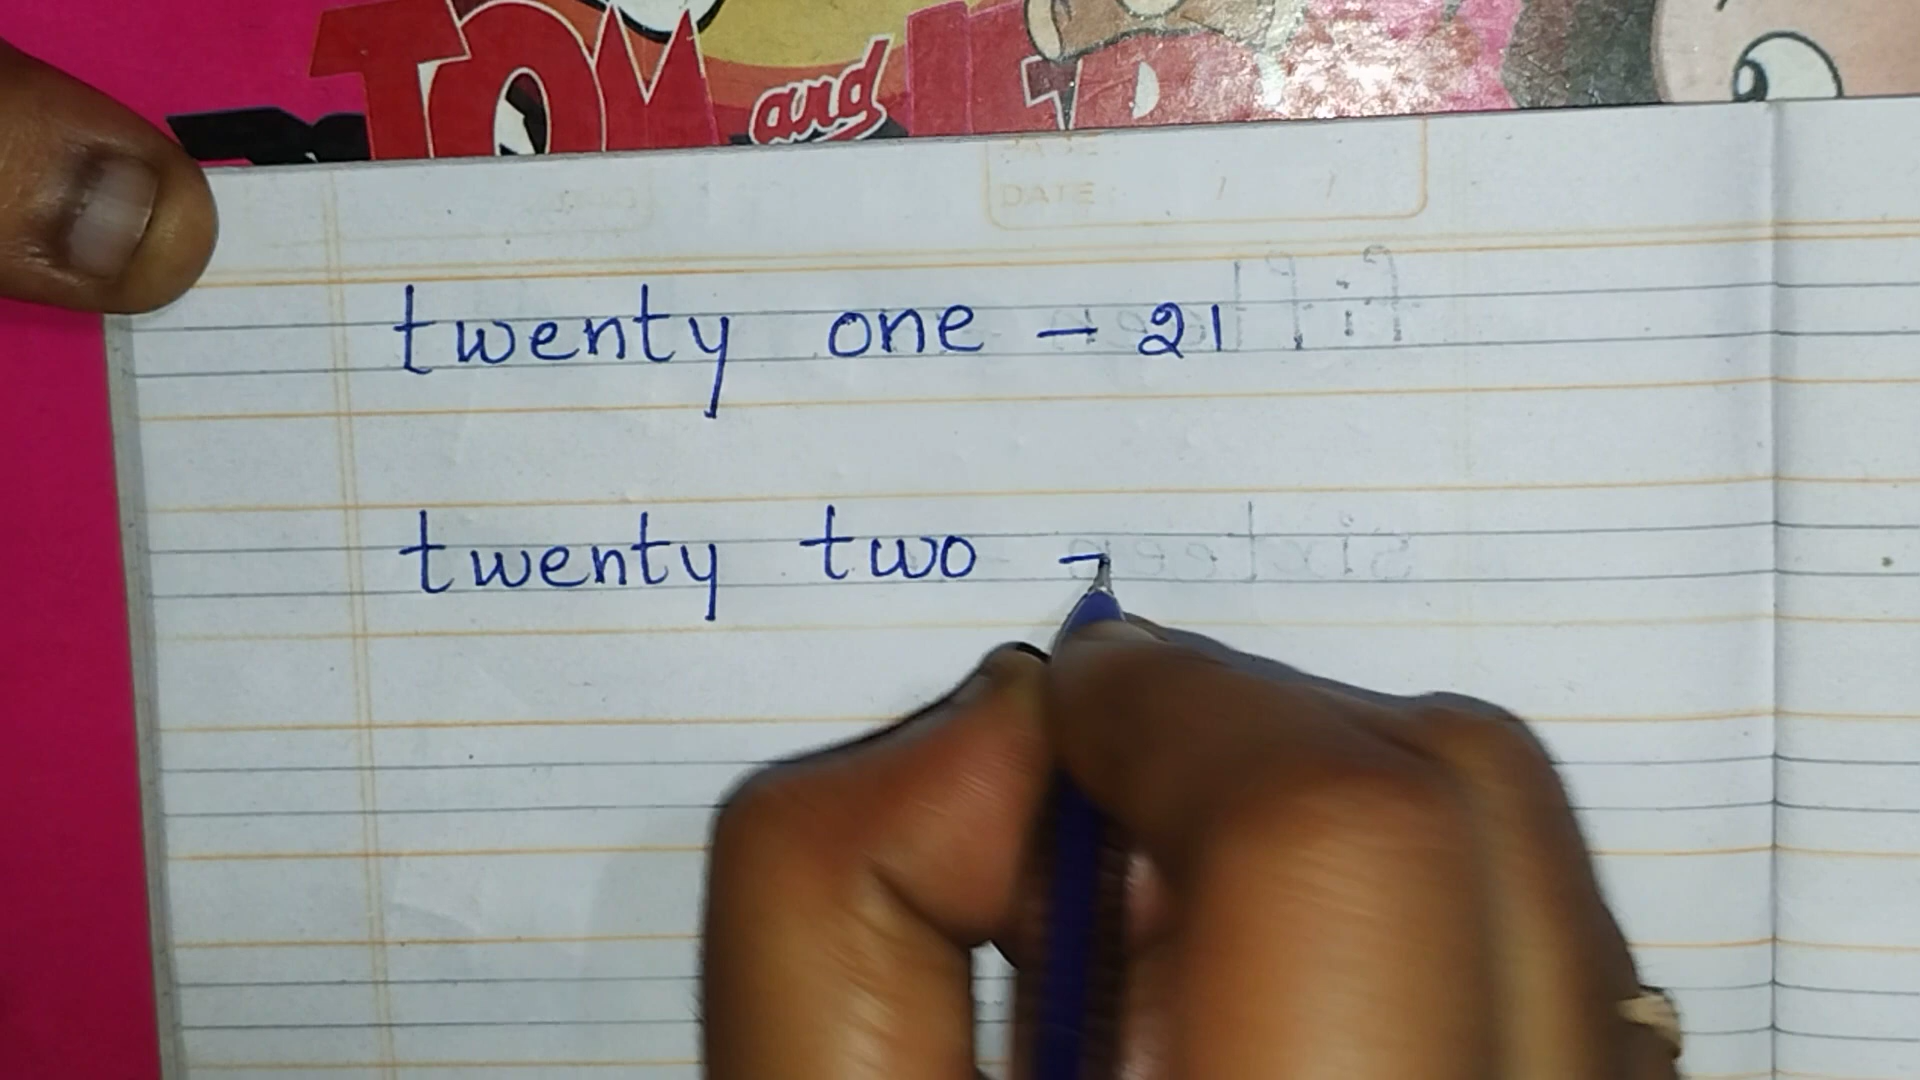 TOM and
DATE:
twenty one - 21
twenty two -